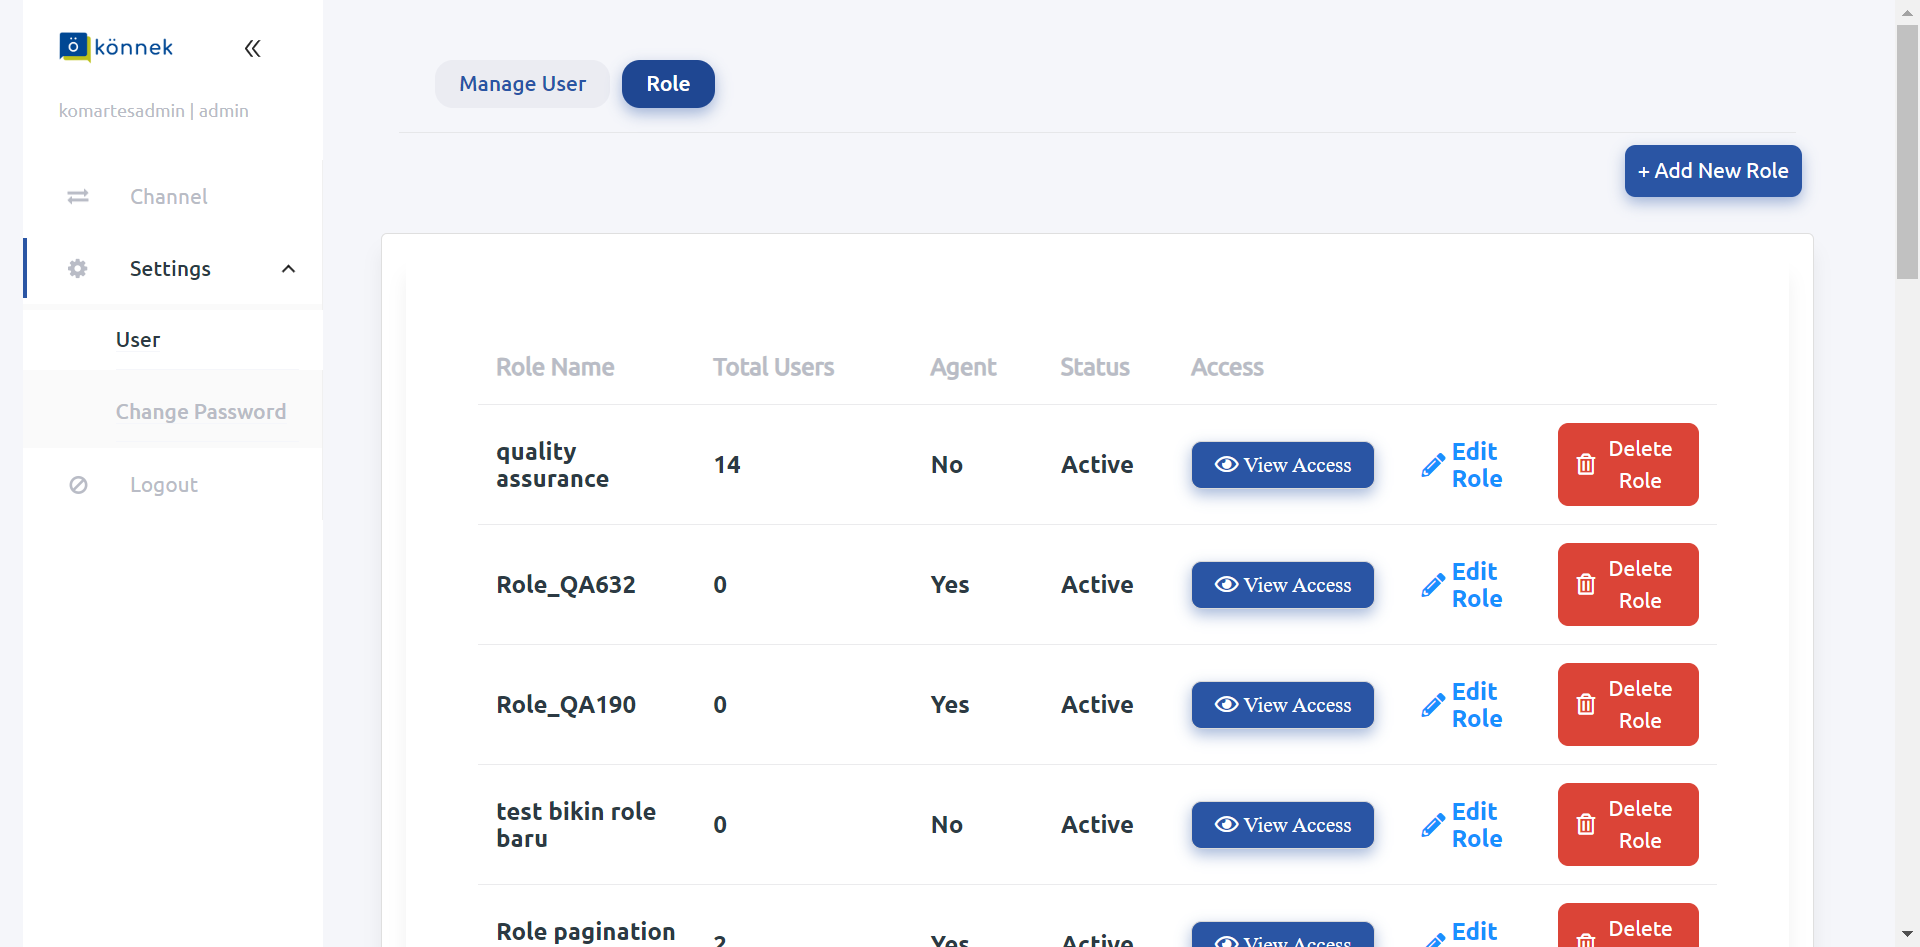 ö könnek
komartesadmin | admin
Channel
Settings
User
Change Password
Logout
Manage User
Role
+ Add New Role
Role Name Total Users Agent Status Access
quality
assurance
14 No Active View Access
Edit
Role
Delete
Role
Role_QA632 0 Yes Active View Access
Edit
Role
Delete
Role
Role_QA190 0 Yes Active View Access
Edit
Role
Delete
Role
test bikin role
baru
0 No Active View Access
Edit
Role
Delete
Role
Role pagination
2 Yes Active View Access
Edit
Delete